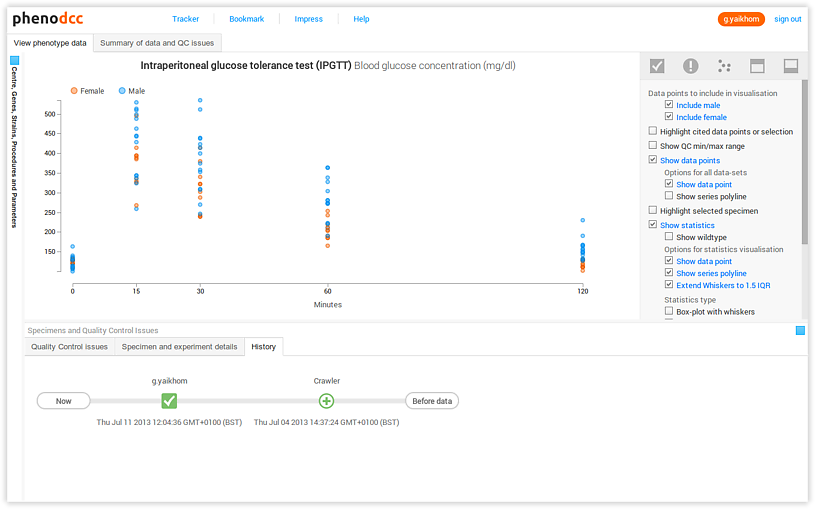 phenodcc
Tracker
Bookmark
Impress
Help
g.yaikhom
sign out
View phenotype data
Summary of data and QC issues
Centre, Genes, Strains, Procedures and Parameters
Intraperitoneal glucose tolerance test (IPGTT) Blood glucose concentration (mg/dl)
Female
Male
500
450
400
350
300
250
200
150
0
15
30
60
120
Minutes
Data points to include in visualisation
Include male
Include female
Highlight cited data points or selection
Show QC min/max range
Show data points
Options for all data-sets
Show data point
Show series polyline
Highlight selected specimen
Show statistics
Show wildtype
Options for statistics visualisation
Show data point
Show series polyline
Extend Whiskers to 1.5 IQR
Statistics type
Box-plot with whiskers
Specimens and Quality Control Issues
Quality Control issues
Specimen and experiment details
History
g.yaikhom
Crawler
Now
Before data
Thu Jul 11 2013 12:04:36 GMT+0100 (BST)
Thu Jul 04 2013 14:37:24 GMT+0100 (BST)